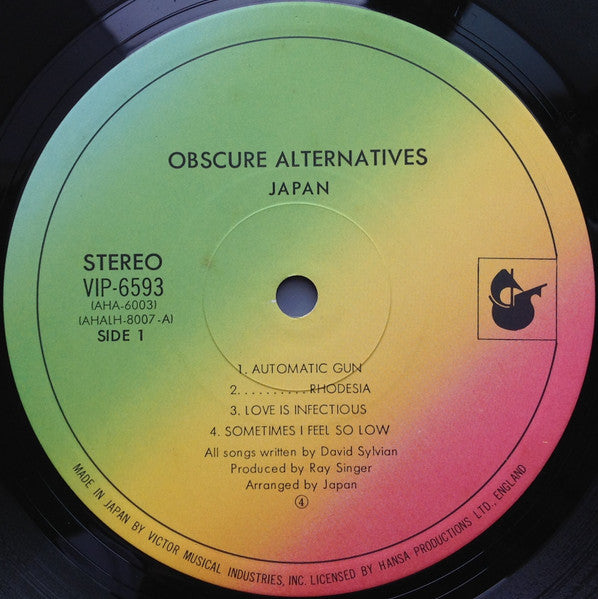 OBSCURE ALTERNATIVES
JAPAN
STEREO
VIP-6593
(AHA-6003)
(AHALH-8007-A)
SIDE 1
1. AUTOMATIC GUN
2. . . . . . . . . . RHODESIA
3. LOVE IS INFECTIOUS
4. SOMETIMES I FEEL SO LOW
All songs written by David Sylvian
Produced by Ray Singer
Arranged by Japan
④
MADE IN JAPAN BY VICTOR MUSICAL INDUSTRIES, INC. LICENSED BY HANSA PRODUCTIONS LTD., ENGLAND